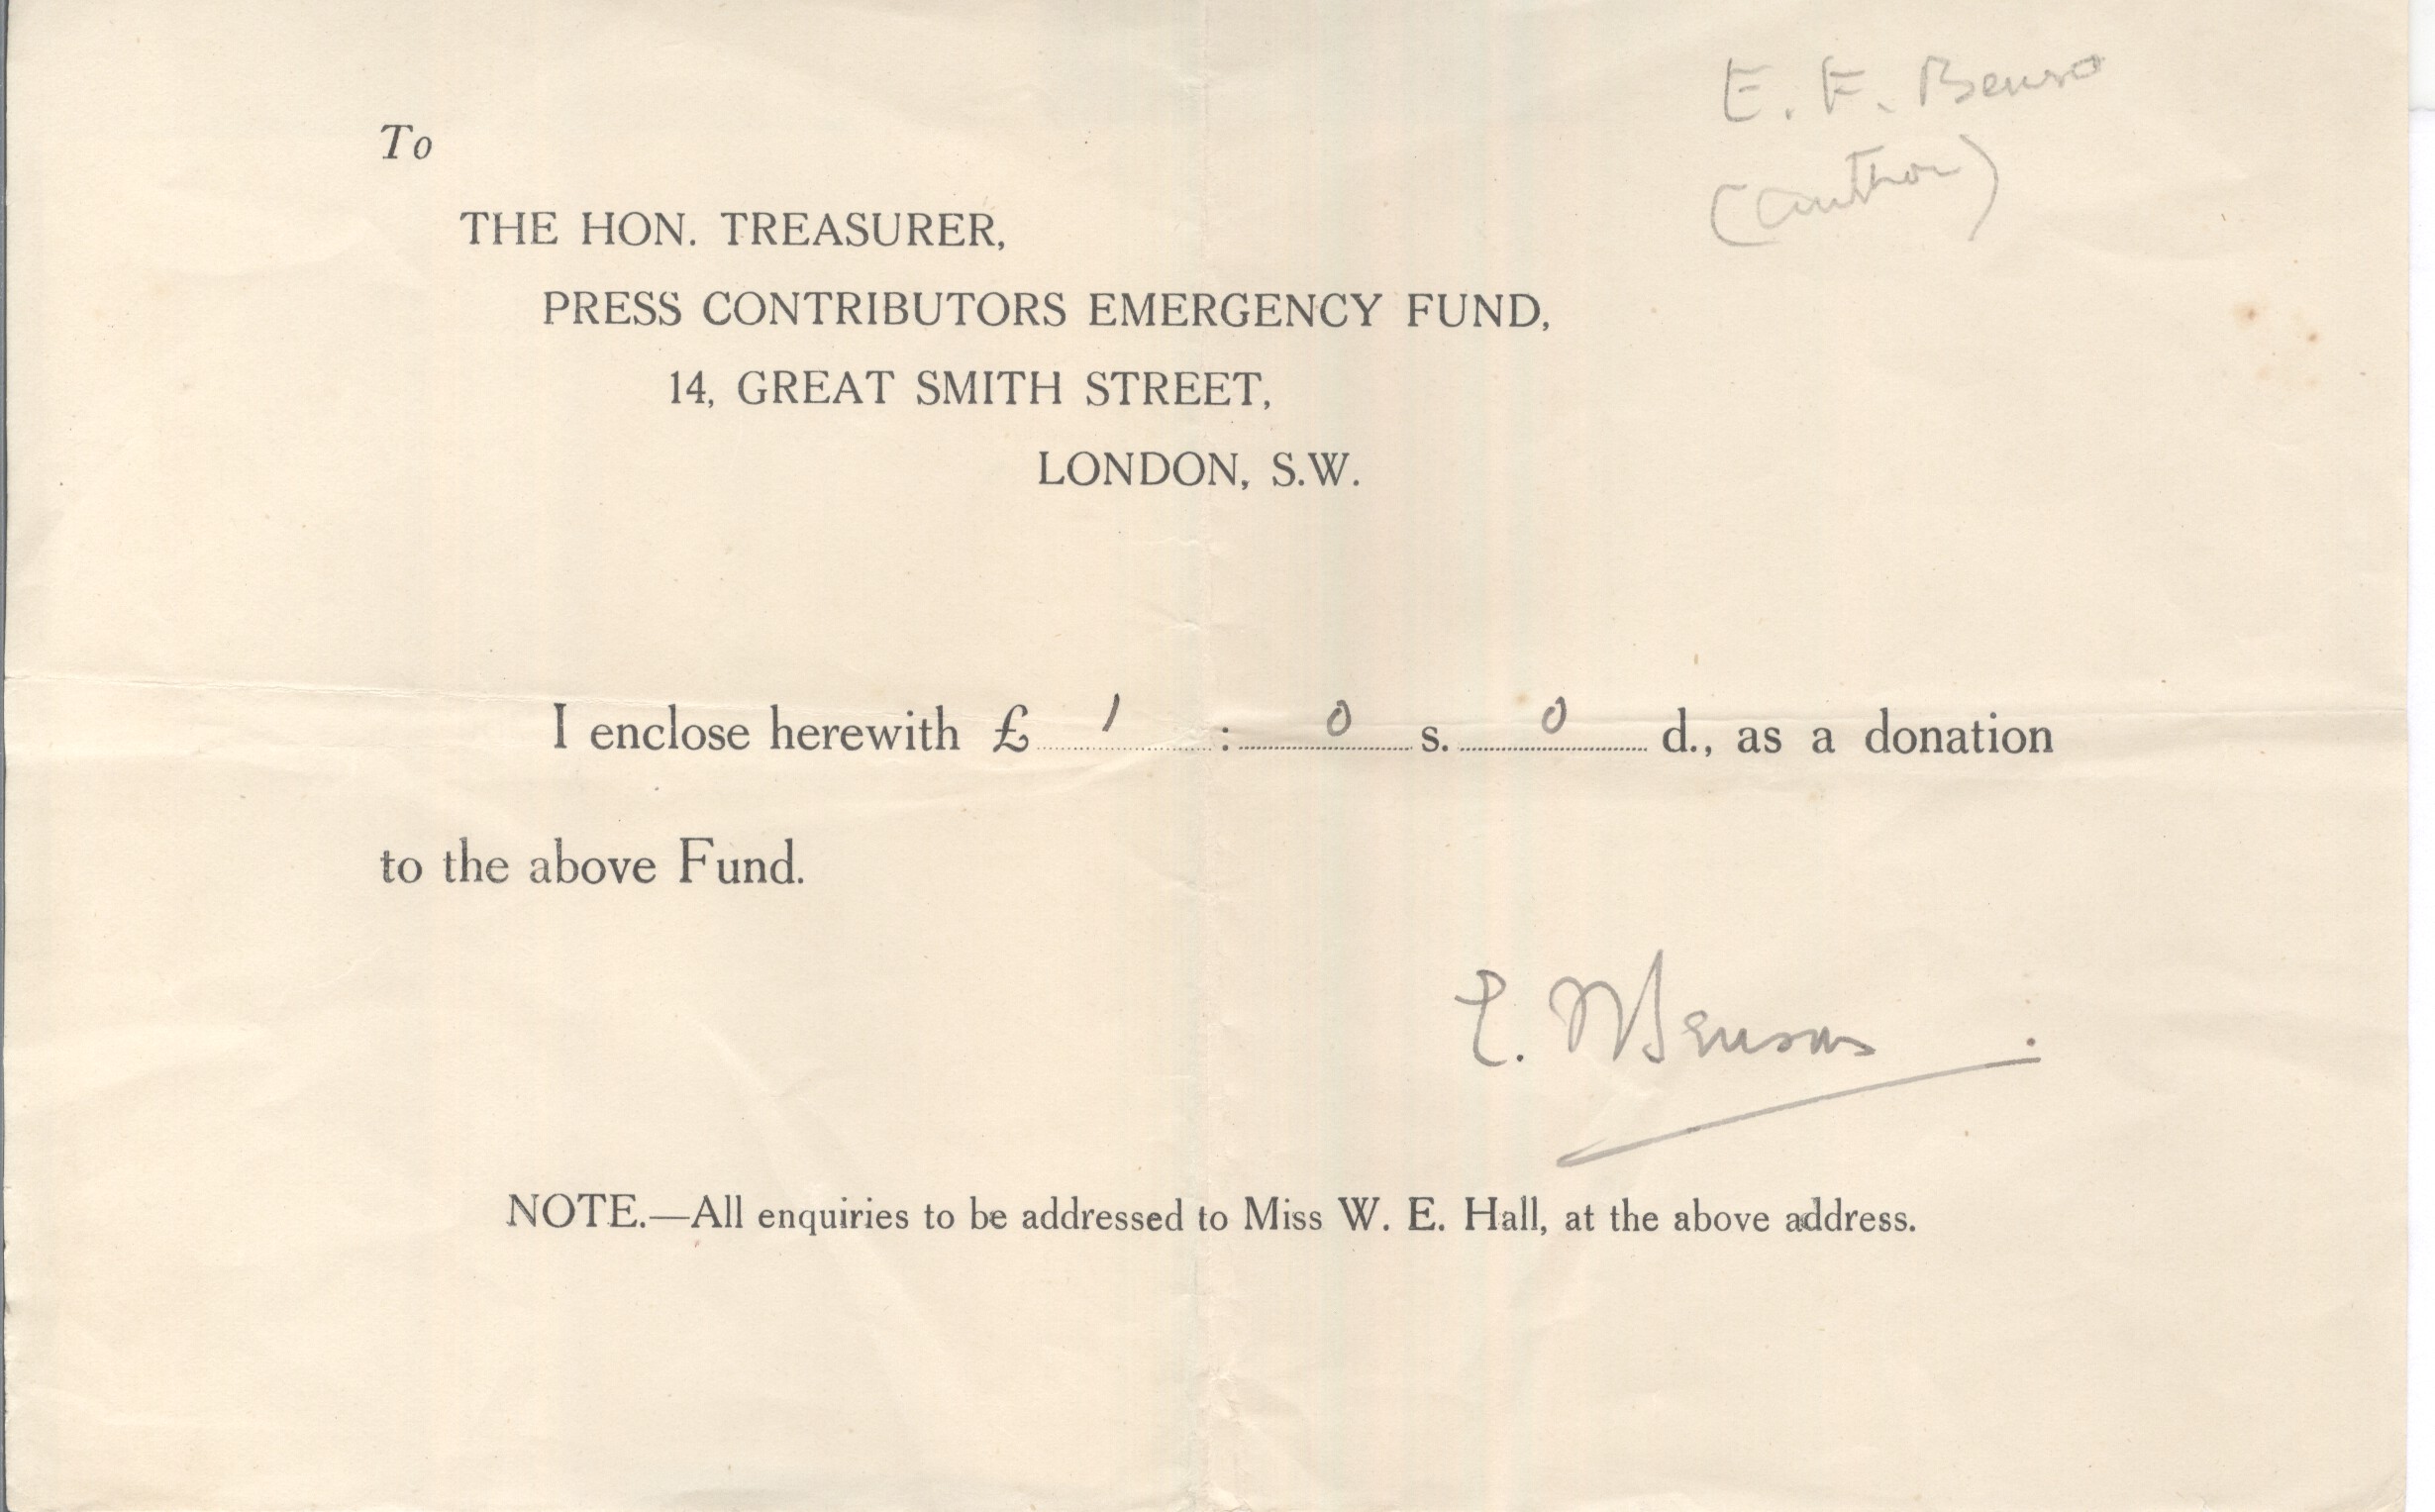 E. F. Benso
(author)
To
THE HON. TREASURER,
PRESS CONTRIBUTORS EMERGENCY FUND,
14, GREAT SMITH STREET,
LONDON, S.W.
I enclose herewith £ 1 : 0 s. 0 d., as a donation
to the above Fund.
E. Benson
NOTE.—All enquiries to be addressed to Miss W. E. Hall, at the above address.